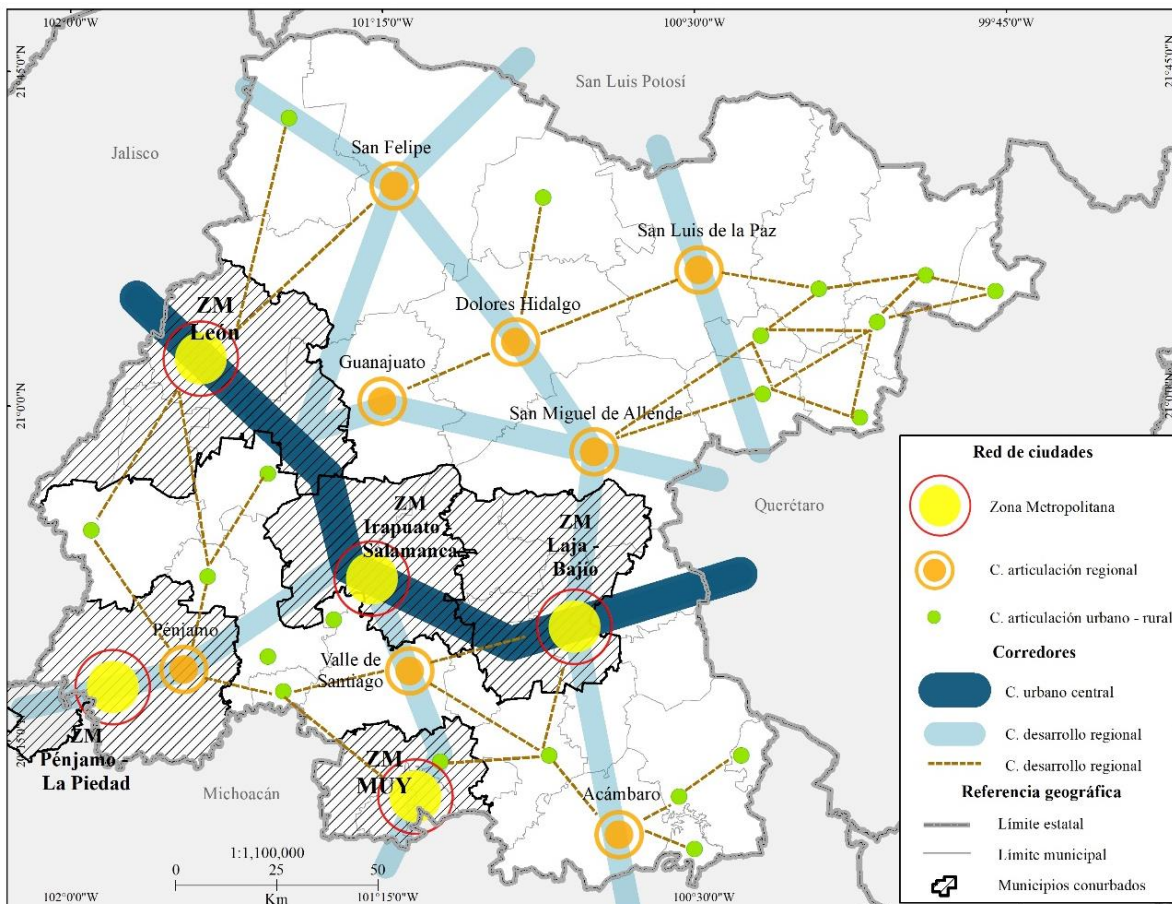 102°0'0"W
101°15'0"W
100°30'0"W
99°45'0"W
21°45'0"N
21°45'0"N
San Luis Potosí
Jalisco
San Felipe
San Luis de la Paz
ZM
León
Dolores Hidalgo
Guanajuato
21°0'0"N
21°0'0"N
San Miguel de Allende
Querétaro
ZM
Irapuato -
Salamanca
ZM
Laja -
Bajío
Pénjamo
Valle de
Santiago
20°15'0"N
ZM
Pénjamo -
La Piedad
Michoacán
ZM
MUY
Acámbaro
1:1,100,000
0
25
50
Km
102°0'0"W
101°15'0"W
100°30'0"W
Red de ciudades
Zona Metropolitana
C. articulación regional
C. articulación urbano - rural
Corredores
C. urbano central
C. desarrollo regional
C. desarrollo regional
Referencia geográfica
Límite estatal
Límite municipal
Municipios conurbados